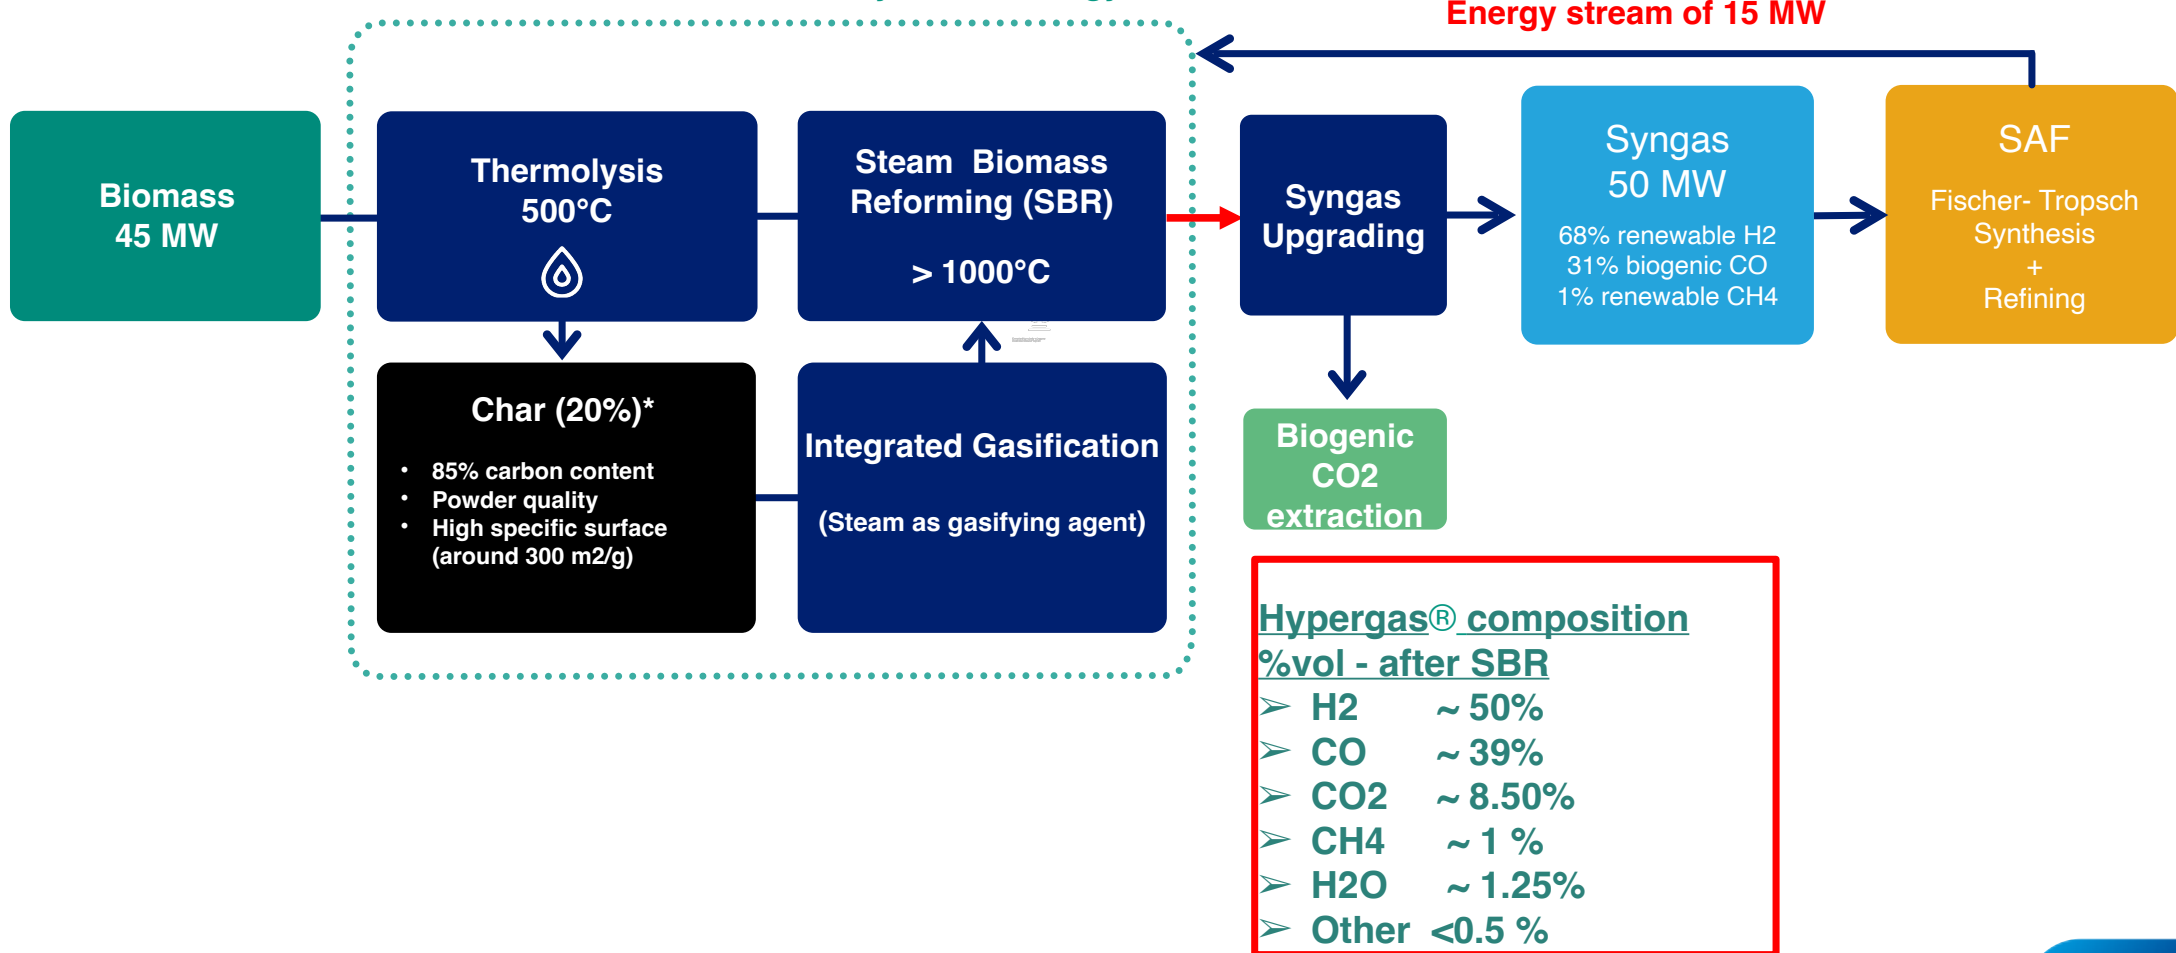 Energy stream of 15 MW
Biomass
45 MW
Thermolysis
500°C
Steam Biomass
Reforming (SBR)
> 1000°C
Syngas
Upgrading
Syngas
50 MW
68% renewable H2
31% biogenic CO
1% renewable CH4
SAF
Fischer- Tropsch
Synthesis
+
Refining
Char (20%)*
• 85% carbon content
• Powder quality
• High specific surface
(around 300 m2/g)
Integrated Gasification
(Steam as gasifying agent)
Biogenic
CO2
extraction
Hypergas® composition
%vol - after SBR
➢ H2 ~ 50%
➢ CO ~ 39%
➢ CO2 ~ 8.50%
➢ CH4 ~ 1 %
➢ H2O ~ 1.25%
➢ Other <0.5 %